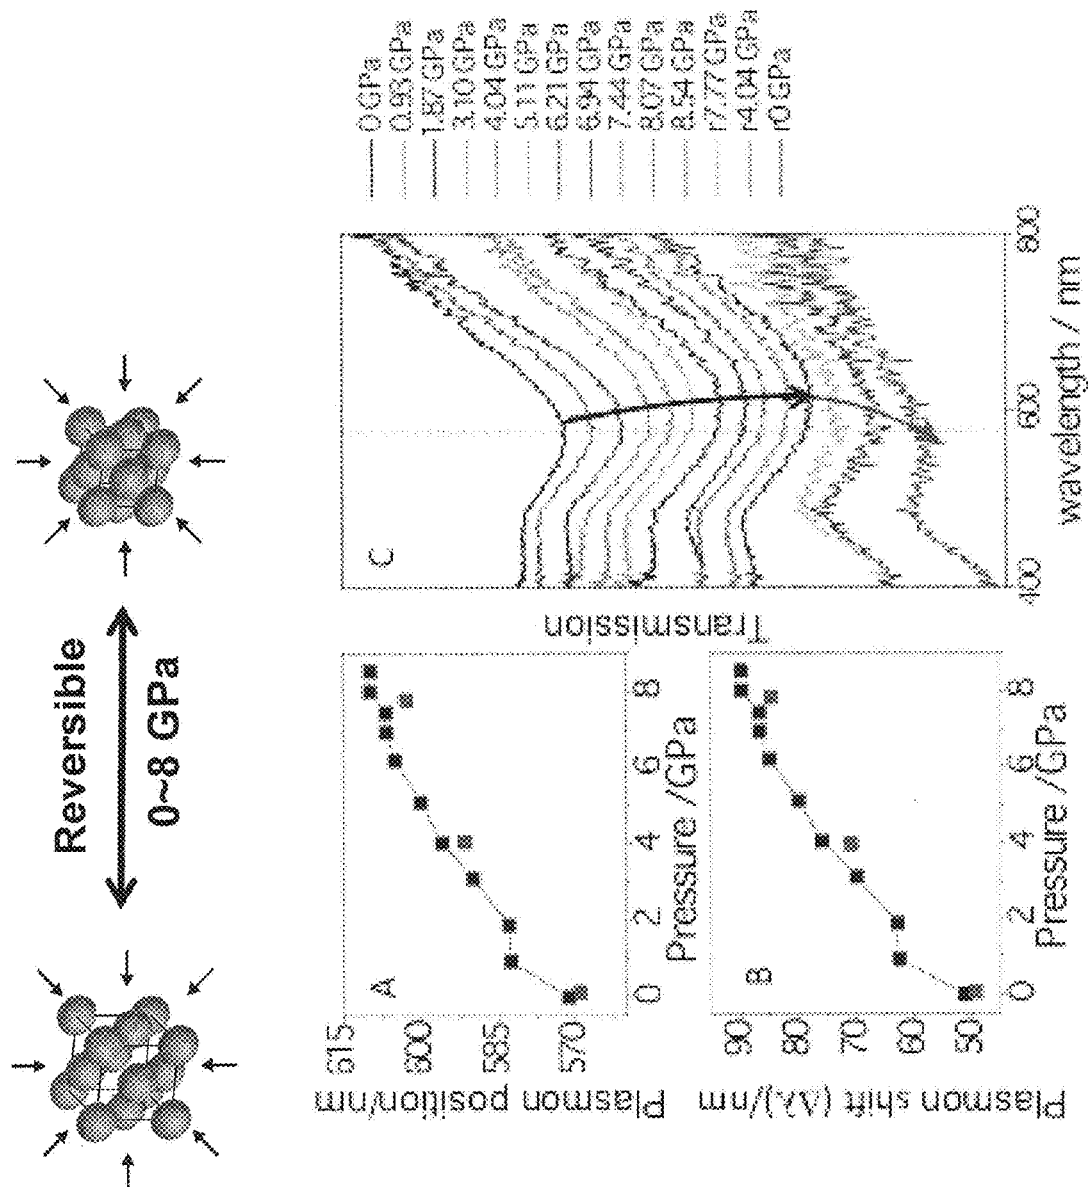 Reversible
0~8 GPa
A
615
600
585
570
Plasmon position/nm
0
2
4
6
8
Pressure /GPa
B
90
80
70
60
50
Plasmon shift (Δλ)/nm
0
2
4
6
8
Pressure /GPa
C
Transmission
400
600
800
wavelength / nm
0 GPa
0.93 GPa
1.87 GPa
3.10 GPa
4.04 GPa
5.11 GPa
6.21 GPa
6.94 GPa
7.44 GPa
8.07 GPa
8.54 GPa
r7.77 GPa
r4.04 GPa
r0 GPa